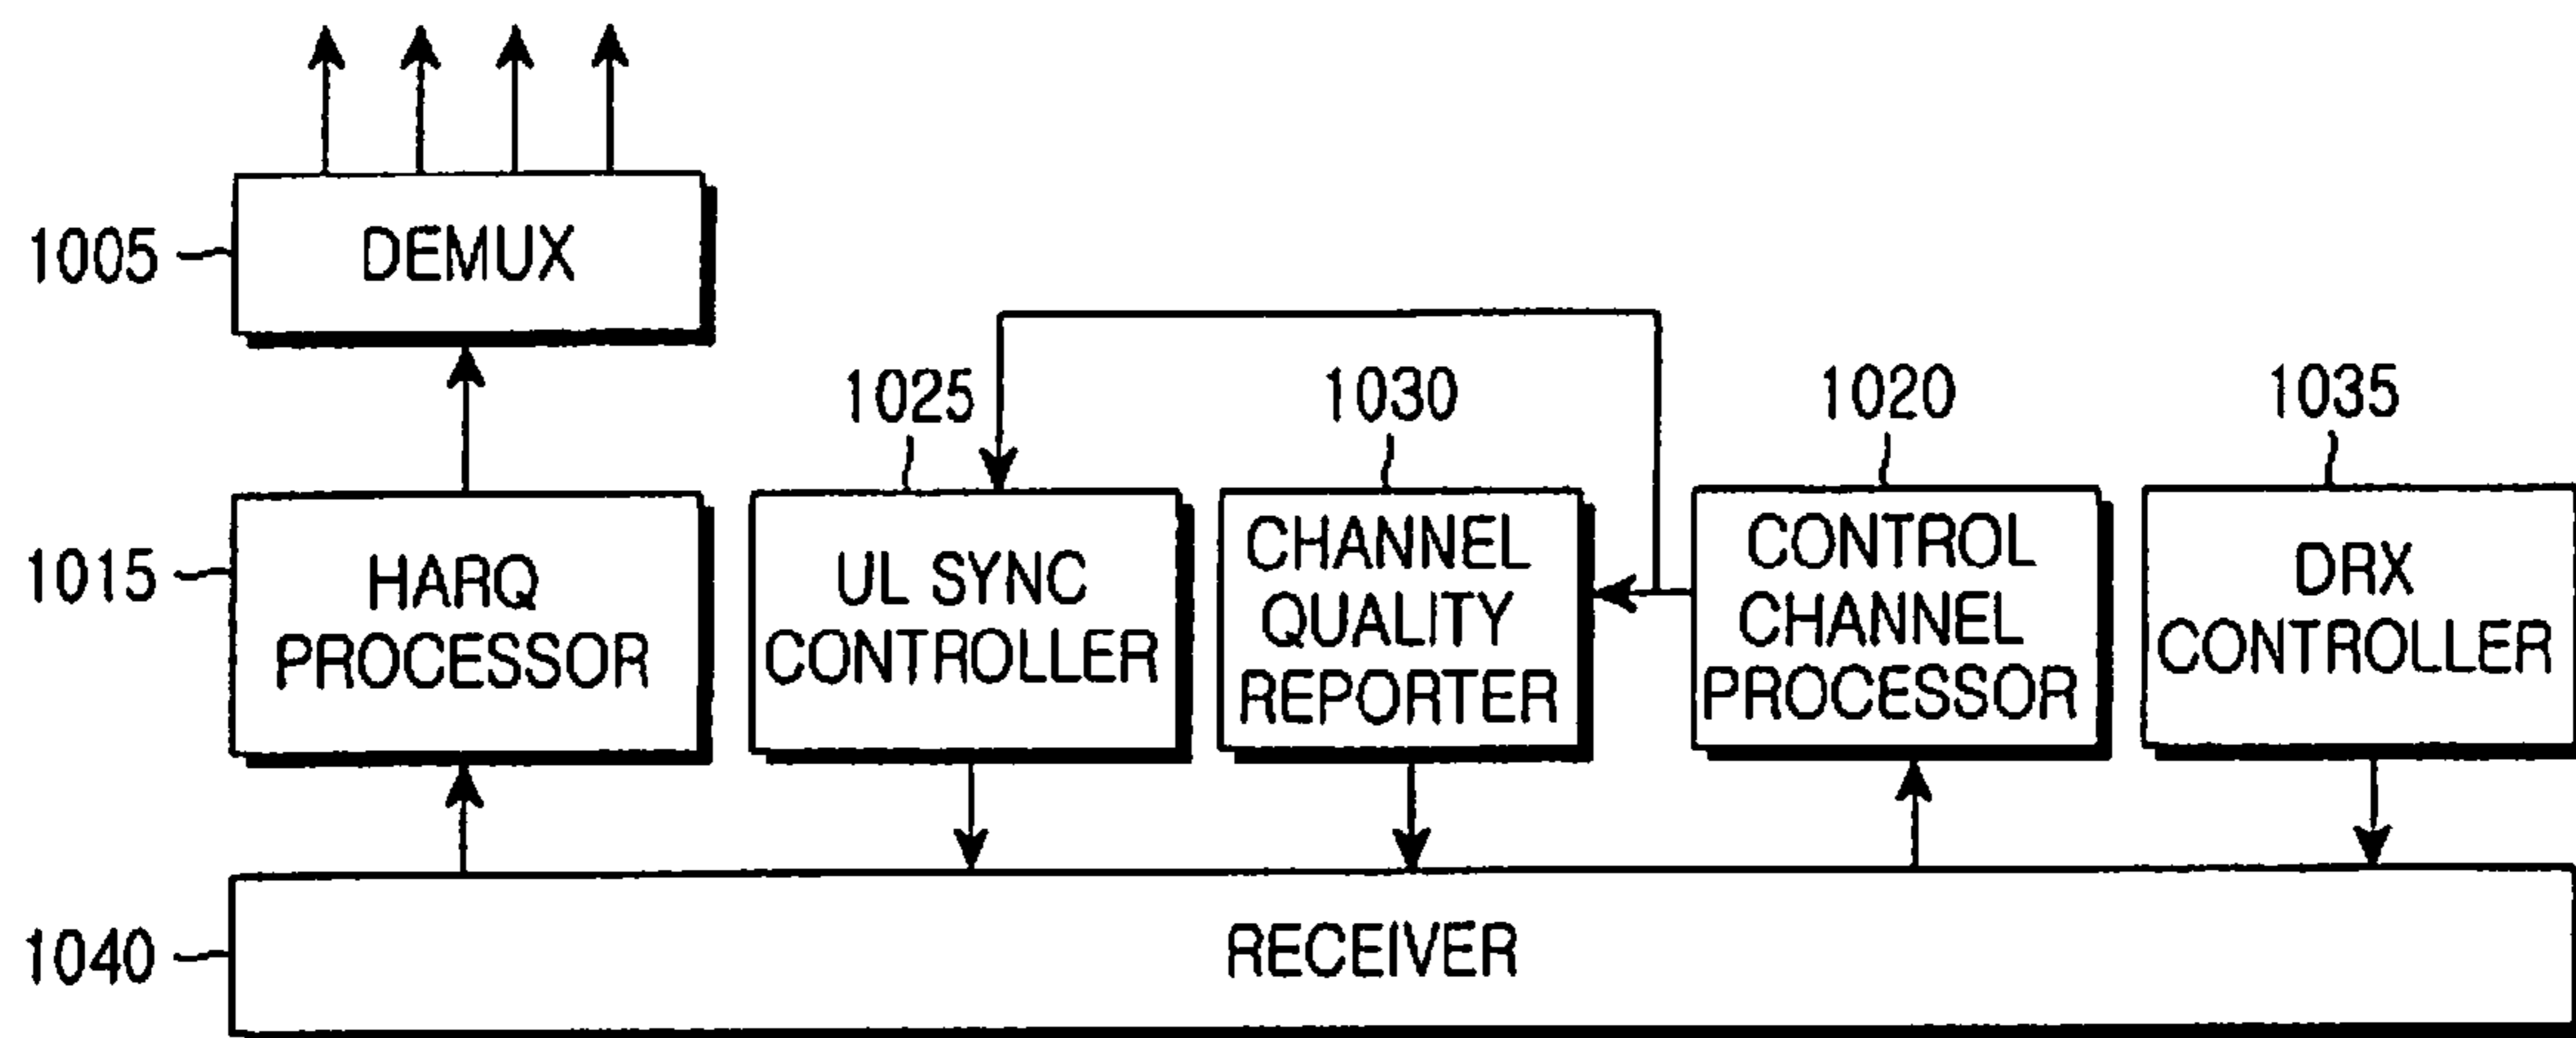 1005
DEMUX
1025
1030
1020
1035
1015
HARQ
PROCESSOR
UL SYNC
CONTROLLER
CHANNEL
QUALITY
REPORTER
CONTROL
CHANNEL
PROCESSOR
DRX
CONTROLLER
1040
RECEIVER